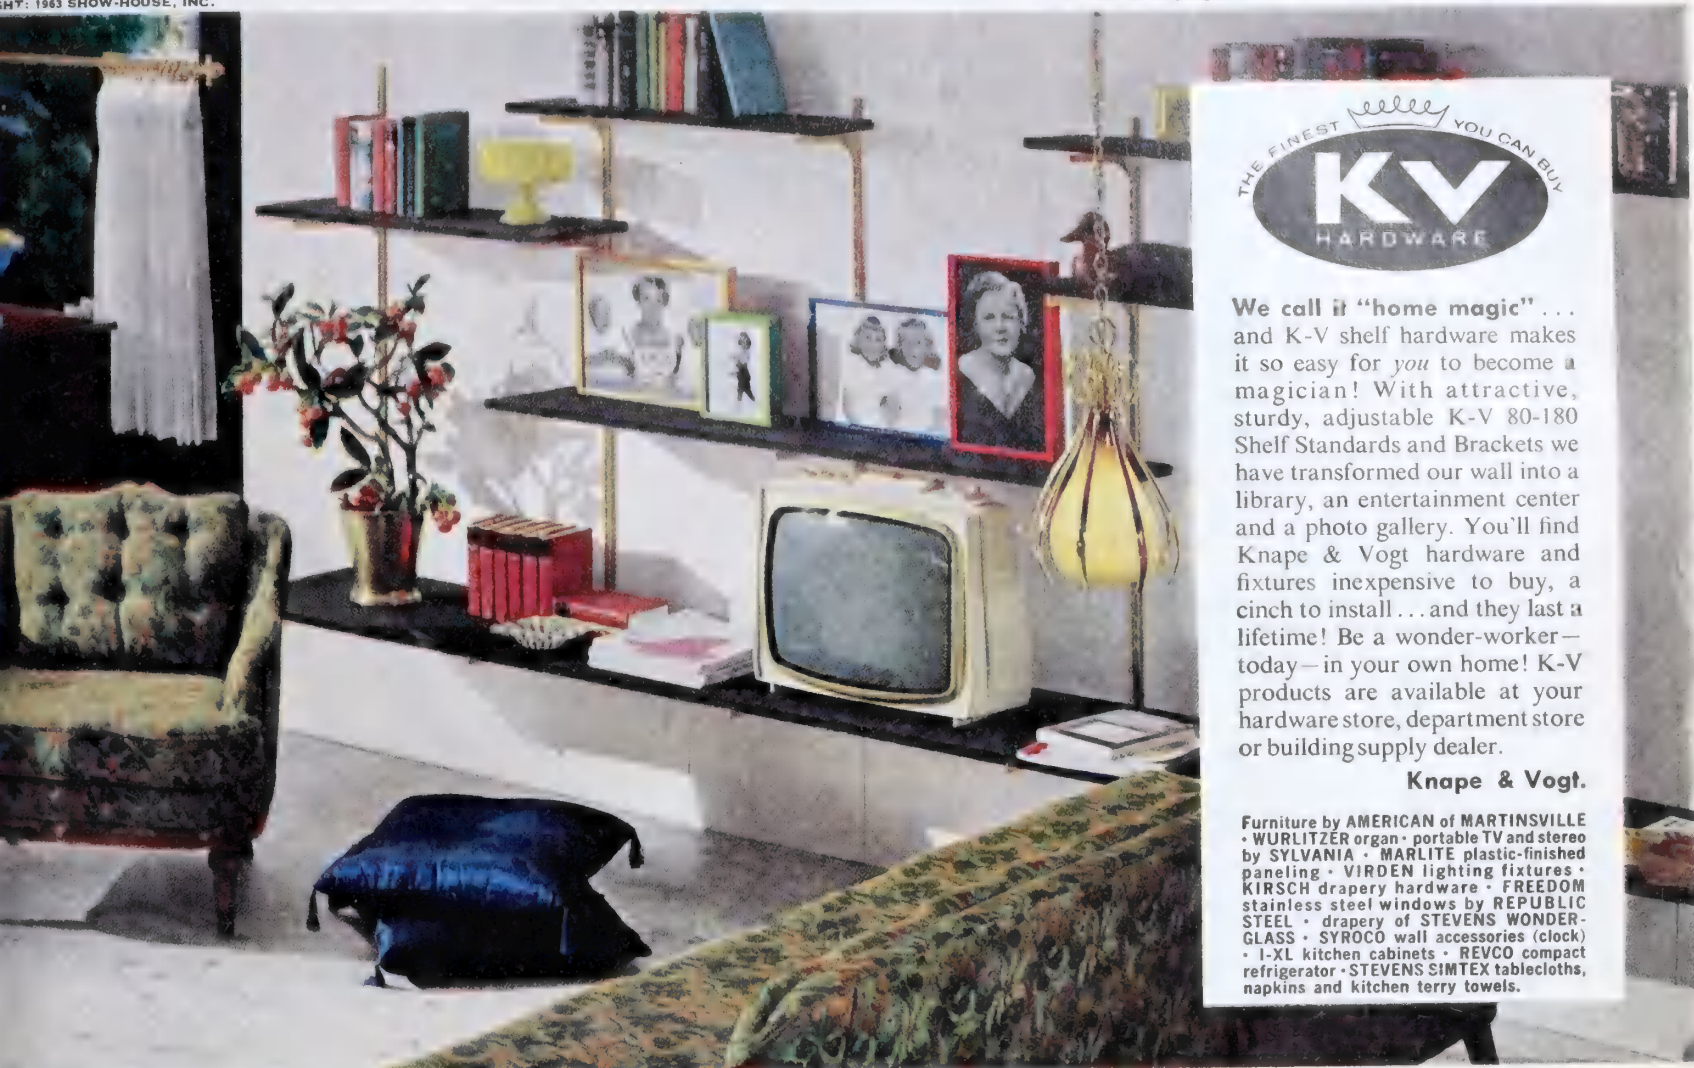 HT: 1963 SHOW-HOUSE, INC.
THE FINEST YOU CAN BUY
KV
HARDWARE
We call it “home magic” ...
and K-V shelf hardware makes
it so easy for you to become a
magician! With attractive,
sturdy, adjustable K-V 80-180
Shelf Standards and Brackets we
have transformed our wall into a
library, an entertainment center
and a photo gallery. You'll find
Knape & Vogt hardware and
fixtures inexpensive to buy, a
cinch to install...and they last a
lifetime! Be a wonder-worker—
today—in your own home! K-V
products are available at your
hardware store, department store
or building supply dealer.
Knape & Vogt.
Furniture by AMERICAN of MARTINSVILLE
• WURLITZER organ • portable TV and stereo
by SYLVANIA • MARLITE plastic-finished
paneling • VIRDEN lighting fixtures •
KIRSCH drapery hardware • FREEDOM
stainless steel windows by REPUBLIC
STEEL • drapery of STEVENS WONDER-
GLASS • SYROCO wall accessories (clock)
• I-XL kitchen cabinets • REVCO compact
refrigerator • STEVENS SIMTEX tablecloths,
napkins and kitchen terry towels.